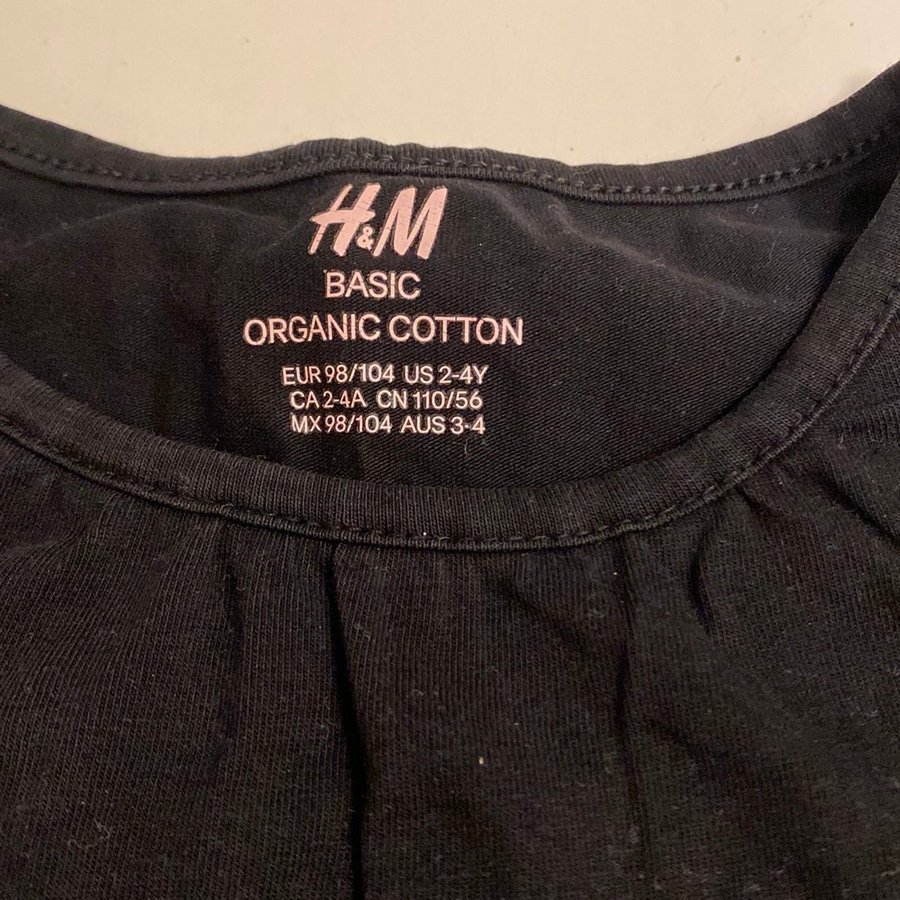 H&M
BASIC
ORGANIC COTTON
EUR 98/104 US 2-4Y
CA 2-4A CN 110/56
MX 98/104 AUS 3-4